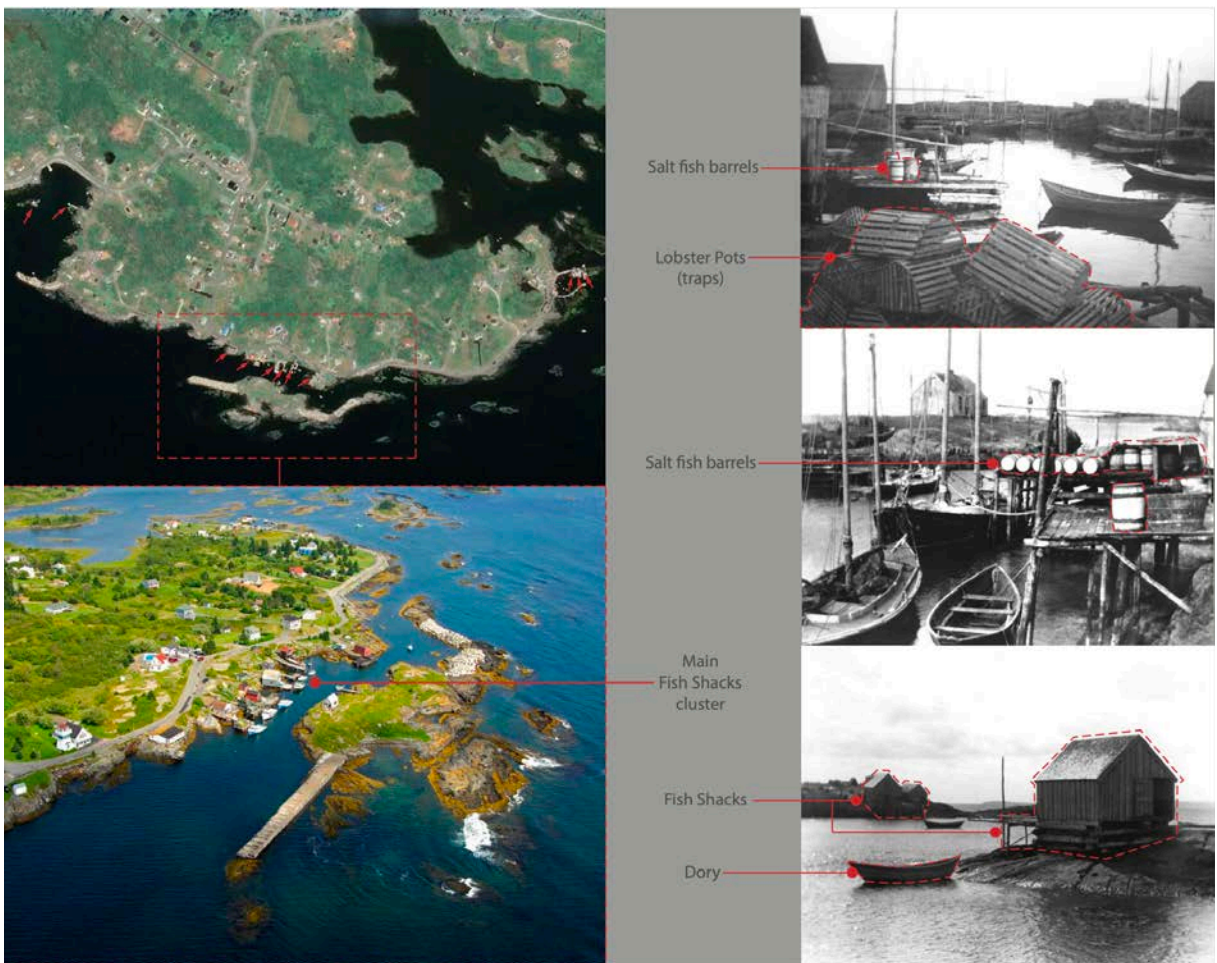 Salt fish barrels
Lobster Pots
(traps)
Salt fish barrels
Main
Fish Shacks
cluster
Fish Shacks
Dory